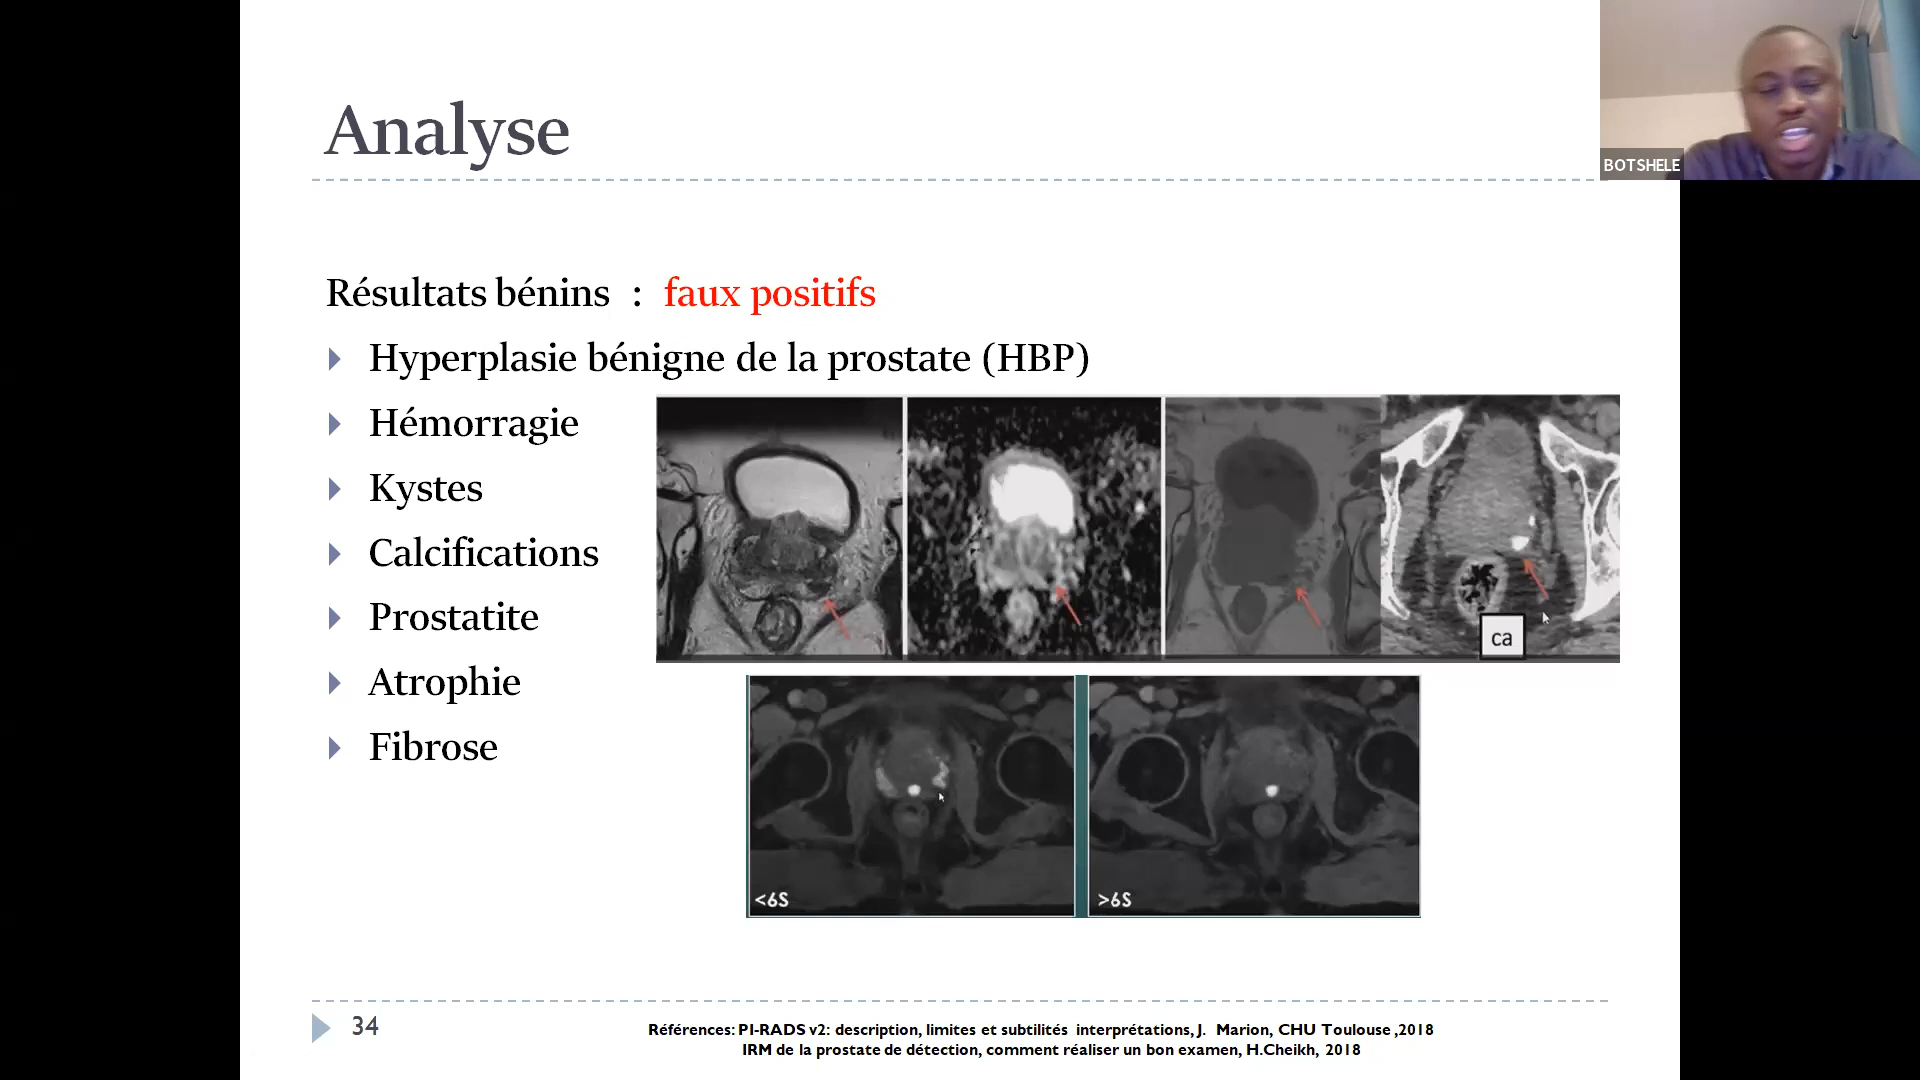 Analyse
BOTSHELE
Résultats bénins : faux positifs
Hyperplasie bénigne de la prostate (HBP)
Hémorragie
Kystes
Calcifications
Prostatite
Atrophie
Fibrose
ca
<6S
>6S
34
Références: PI-RADS v2: description, limites et subtilités interprétations, J. Marion, CHU Toulouse ,2018
IRM de la prostate de détection, comment réaliser un bon examen, H.Cheikh, 2018